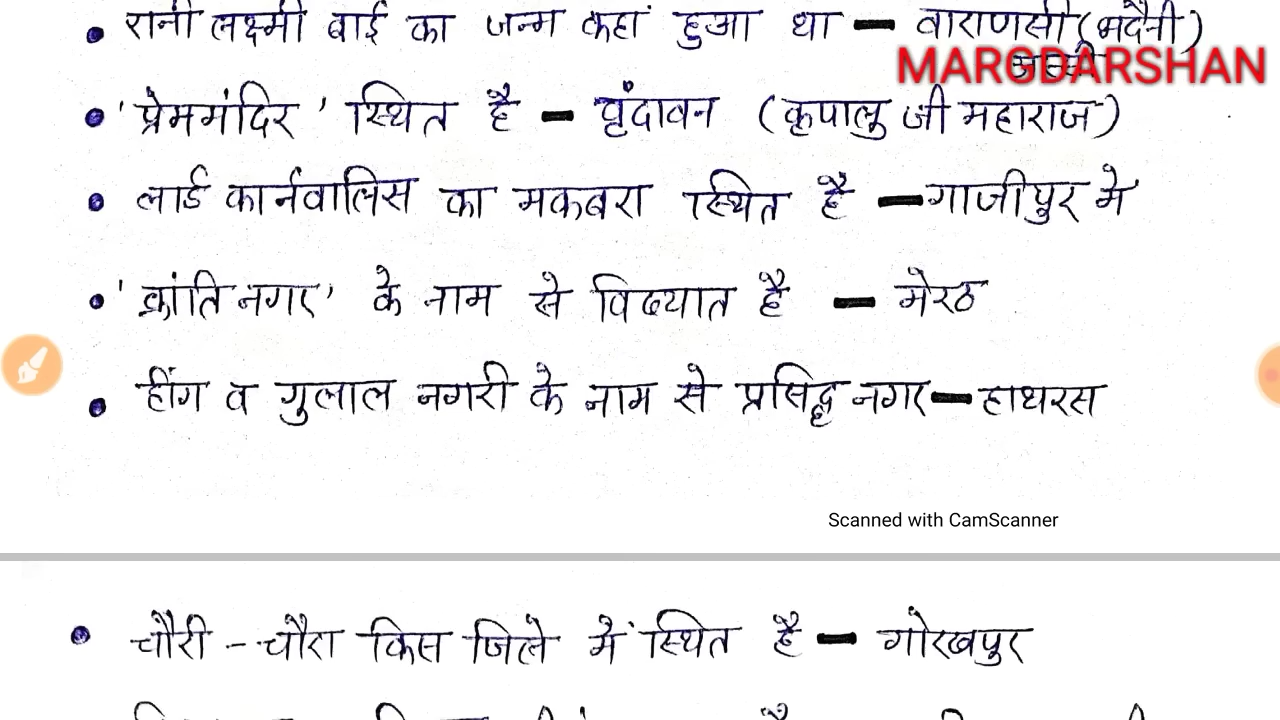 • रानी लक्ष्मी बाई का जन्म कहां हुआ था – वाराणसी (भदैनी)
MARGDARSHAN
• 'प्रेममंदिर' स्थित है – वृंदावन (कृपालु जी महाराज)
• लार्ड कार्नवालिस का मकबरा स्थित है – गाजीपुर मे
• 'क्रांति नगर' के नाम से विख्यात है – मेरठ
• हींग व गुलाल नगरी के नाम से प्रसिद्ध नगर – हाथरस
Scanned with CamScanner
• चौरी - चौरा किस जिले में स्थित है – गोरखपुर